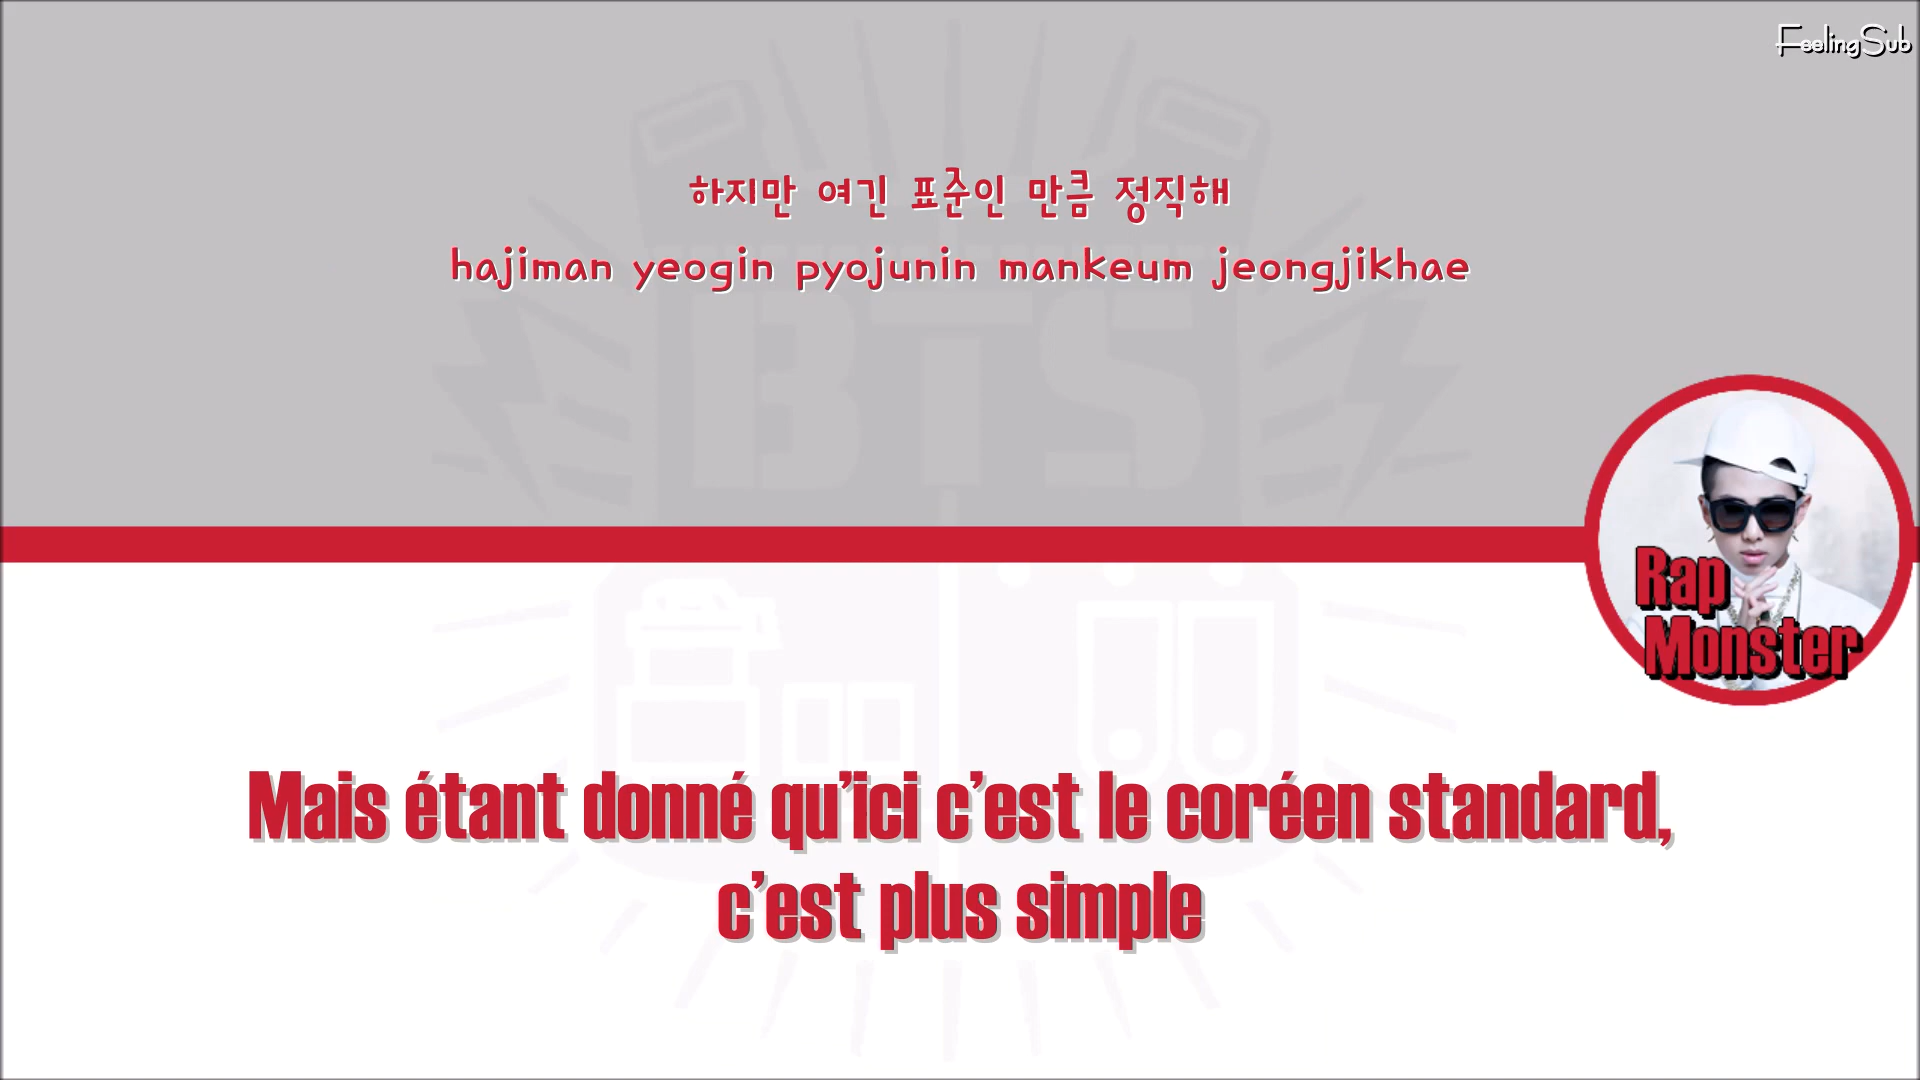 FeelingSub
하지만 여긴 표준인 만큼 정직해
hajiman yeogin pyojunin mankeum jeongjikhae
BTS
Rap
Monster
Mais étant donné qu'ici c'est le coréen standard,
c'est plus simple